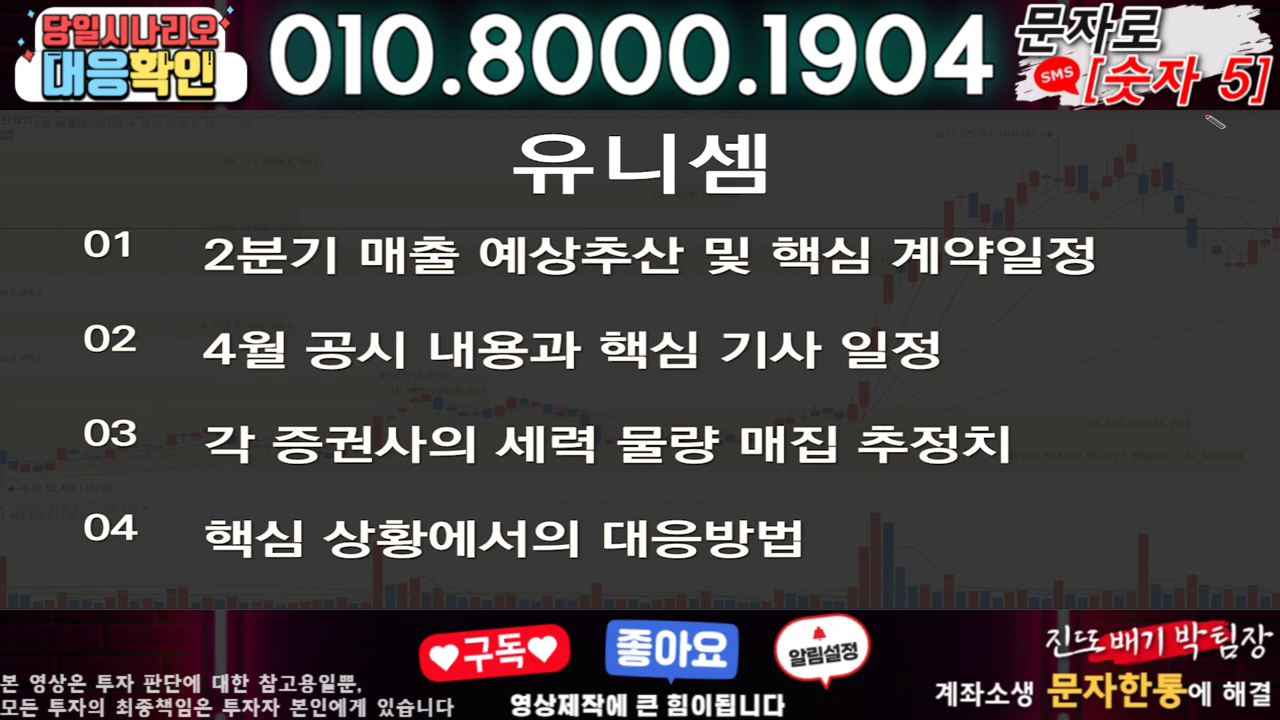 당일시나리오
대응확인
010.8000.1904
문자로
SMS
[숫자 5]
유니셈
01 2분기 매출 예상추산 및 핵심 계약일정
02 4월 공시 내용과 핵심 기사 일정
03 각 증권사의 세력 물량 매집 추정치
04 핵심 상황에서의 대응방법
구독
좋아요
알림설정
영상제작에 큰 힘이됩니다
본 영상은 투자 판단에 대한 참고용일뿐,
모든 투자의 최종책임은 투자자 본인에게 있습니다
진또배기 박팀장
계좌소생 문자한통에 해결